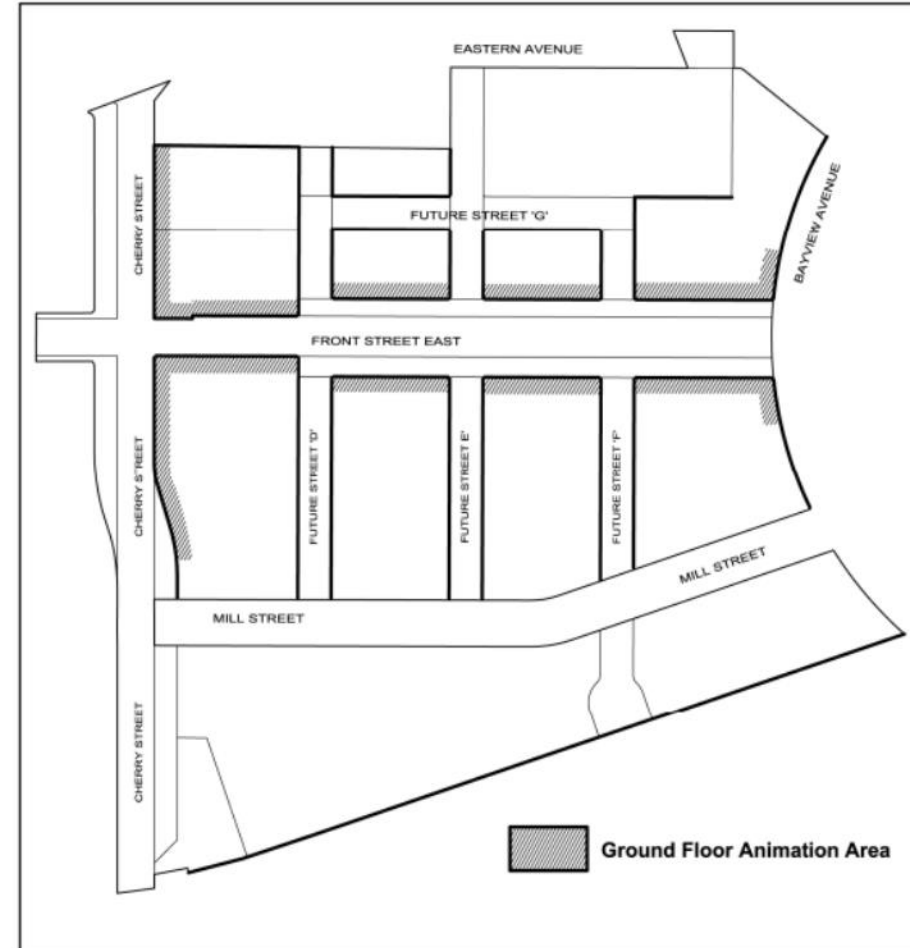 EASTERN AVENUE
CHERRY STREET
BAYVIEW AVENUE
FUTURE STREET 'G'
FRONT STREET EAST
CHERRY STREET
FUTURE STREET 'D'
FUTURE STREET E'
FUTURE STREET 'F'
MILL STREET
MILL STREET
CHERRY STREET
Ground Floor Animation Area